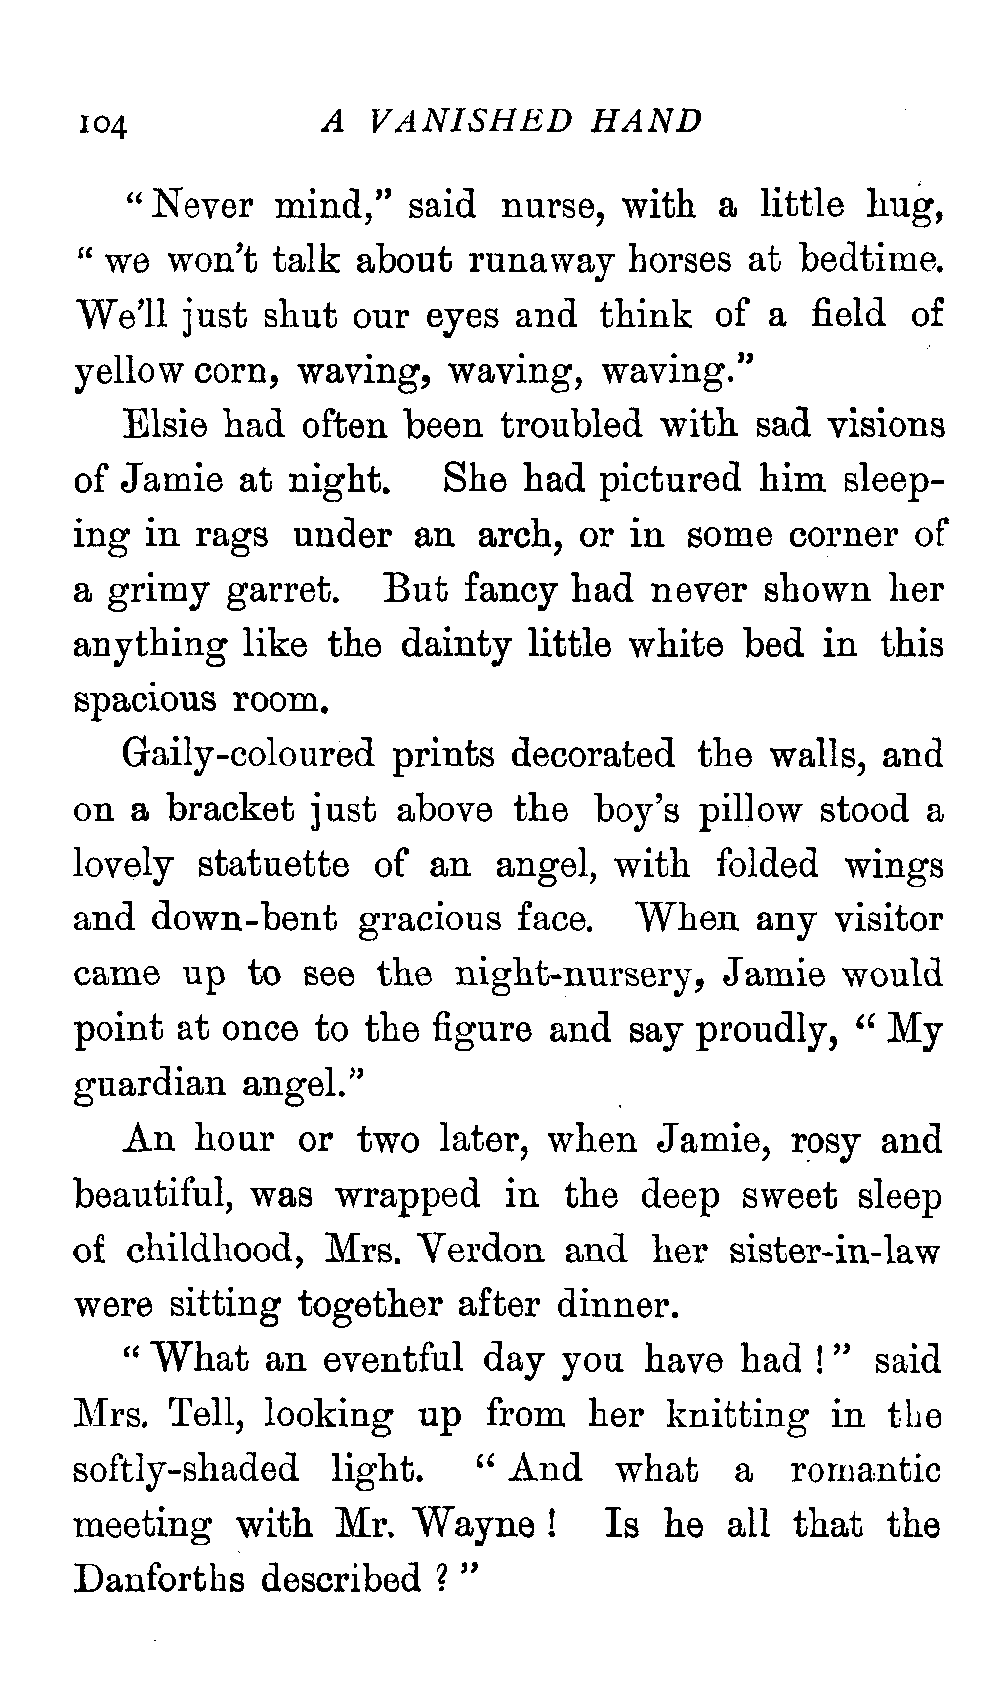 104 A VANISHED HAND
"Never mind," said nurse, with a little hug,
"we won't talk about runaway horses at bedtime.
We'll just shut our eyes and think of a field of
yellow corn, waving, waving, waving."
Elsie had often been troubled with sad visions
of Jamie at night. She had pictured him sleep-
ing in rags under an arch, or in some corner of
a grimy garret. But fancy had never shown her
anything like the dainty little white bed in this
spacious room.
Gaily-coloured prints decorated the walls, and
on a bracket just above the boy's pillow stood a
lovely statuette of an angel, with folded wings
and down-bent gracious face. When any visitor
came up to see the night-nursery, Jamie would
point at once to the figure and say proudly, "My
guardian angel."
An hour or two later, when Jamie, rosy and
beautiful, was wrapped in the deep sweet sleep
of childhood, Mrs. Verdon and her sister-in-law
were sitting together after dinner.
"What an eventful day you have had!" said
Mrs. Tell, looking up from her knitting in the
softly-shaded light. "And what a romantic
meeting with Mr. Wayne! Is he all that the
Danforths described?"